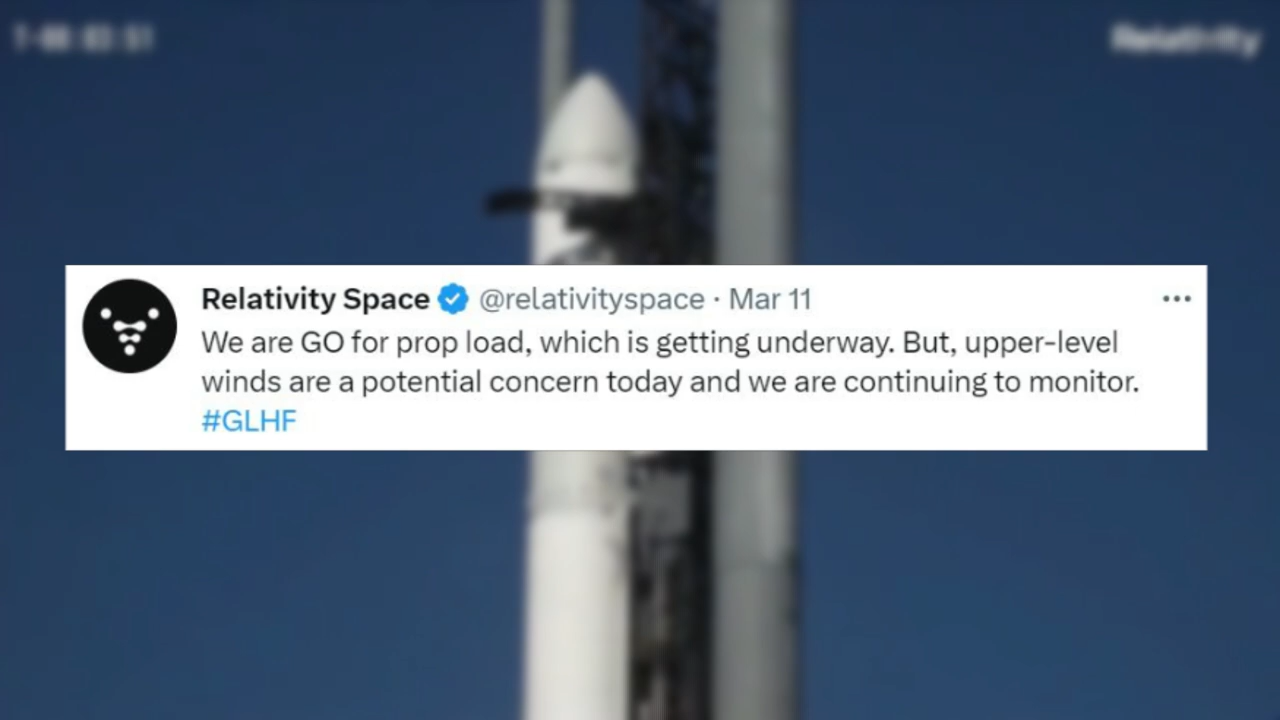 Relativity
Relativity Space @relativityspace · Mar 11
We are GO for prop load, which is getting underway. But, upper-level
winds are a potential concern today and we are continuing to monitor.
#GLHF